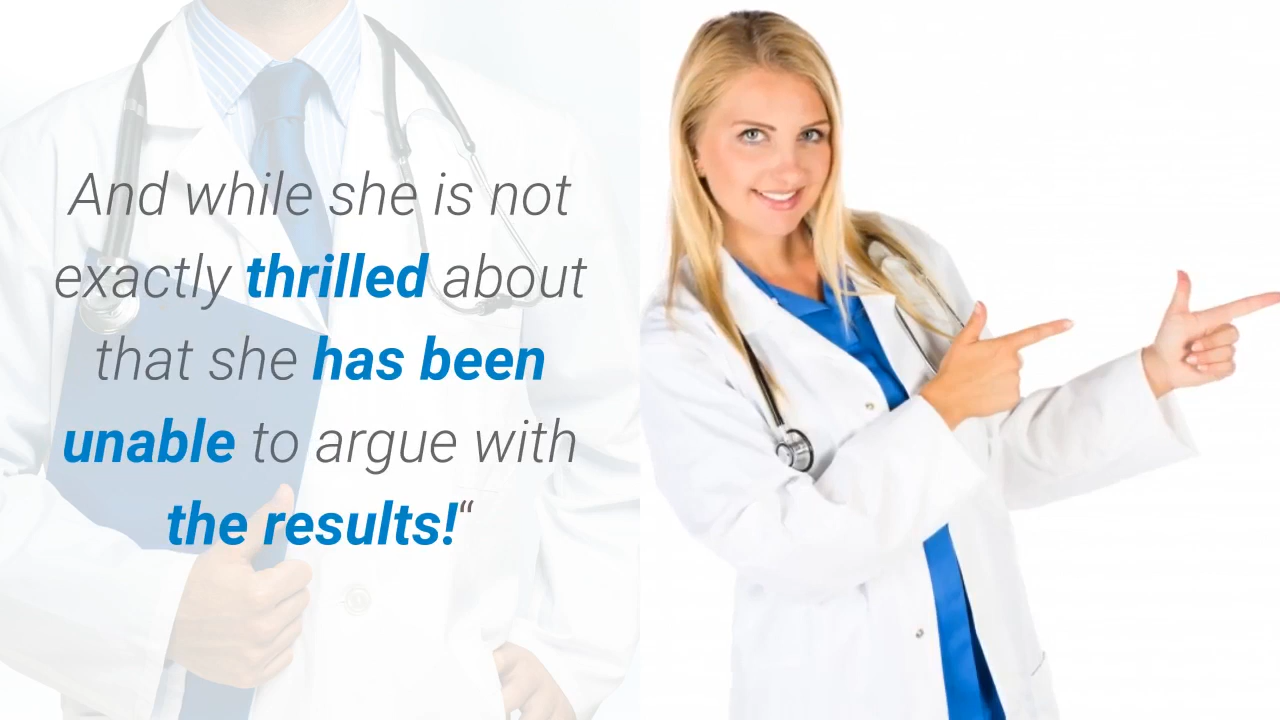 And while she is not
exactly thrilled about
that she has been
unable to argue with
the results!“